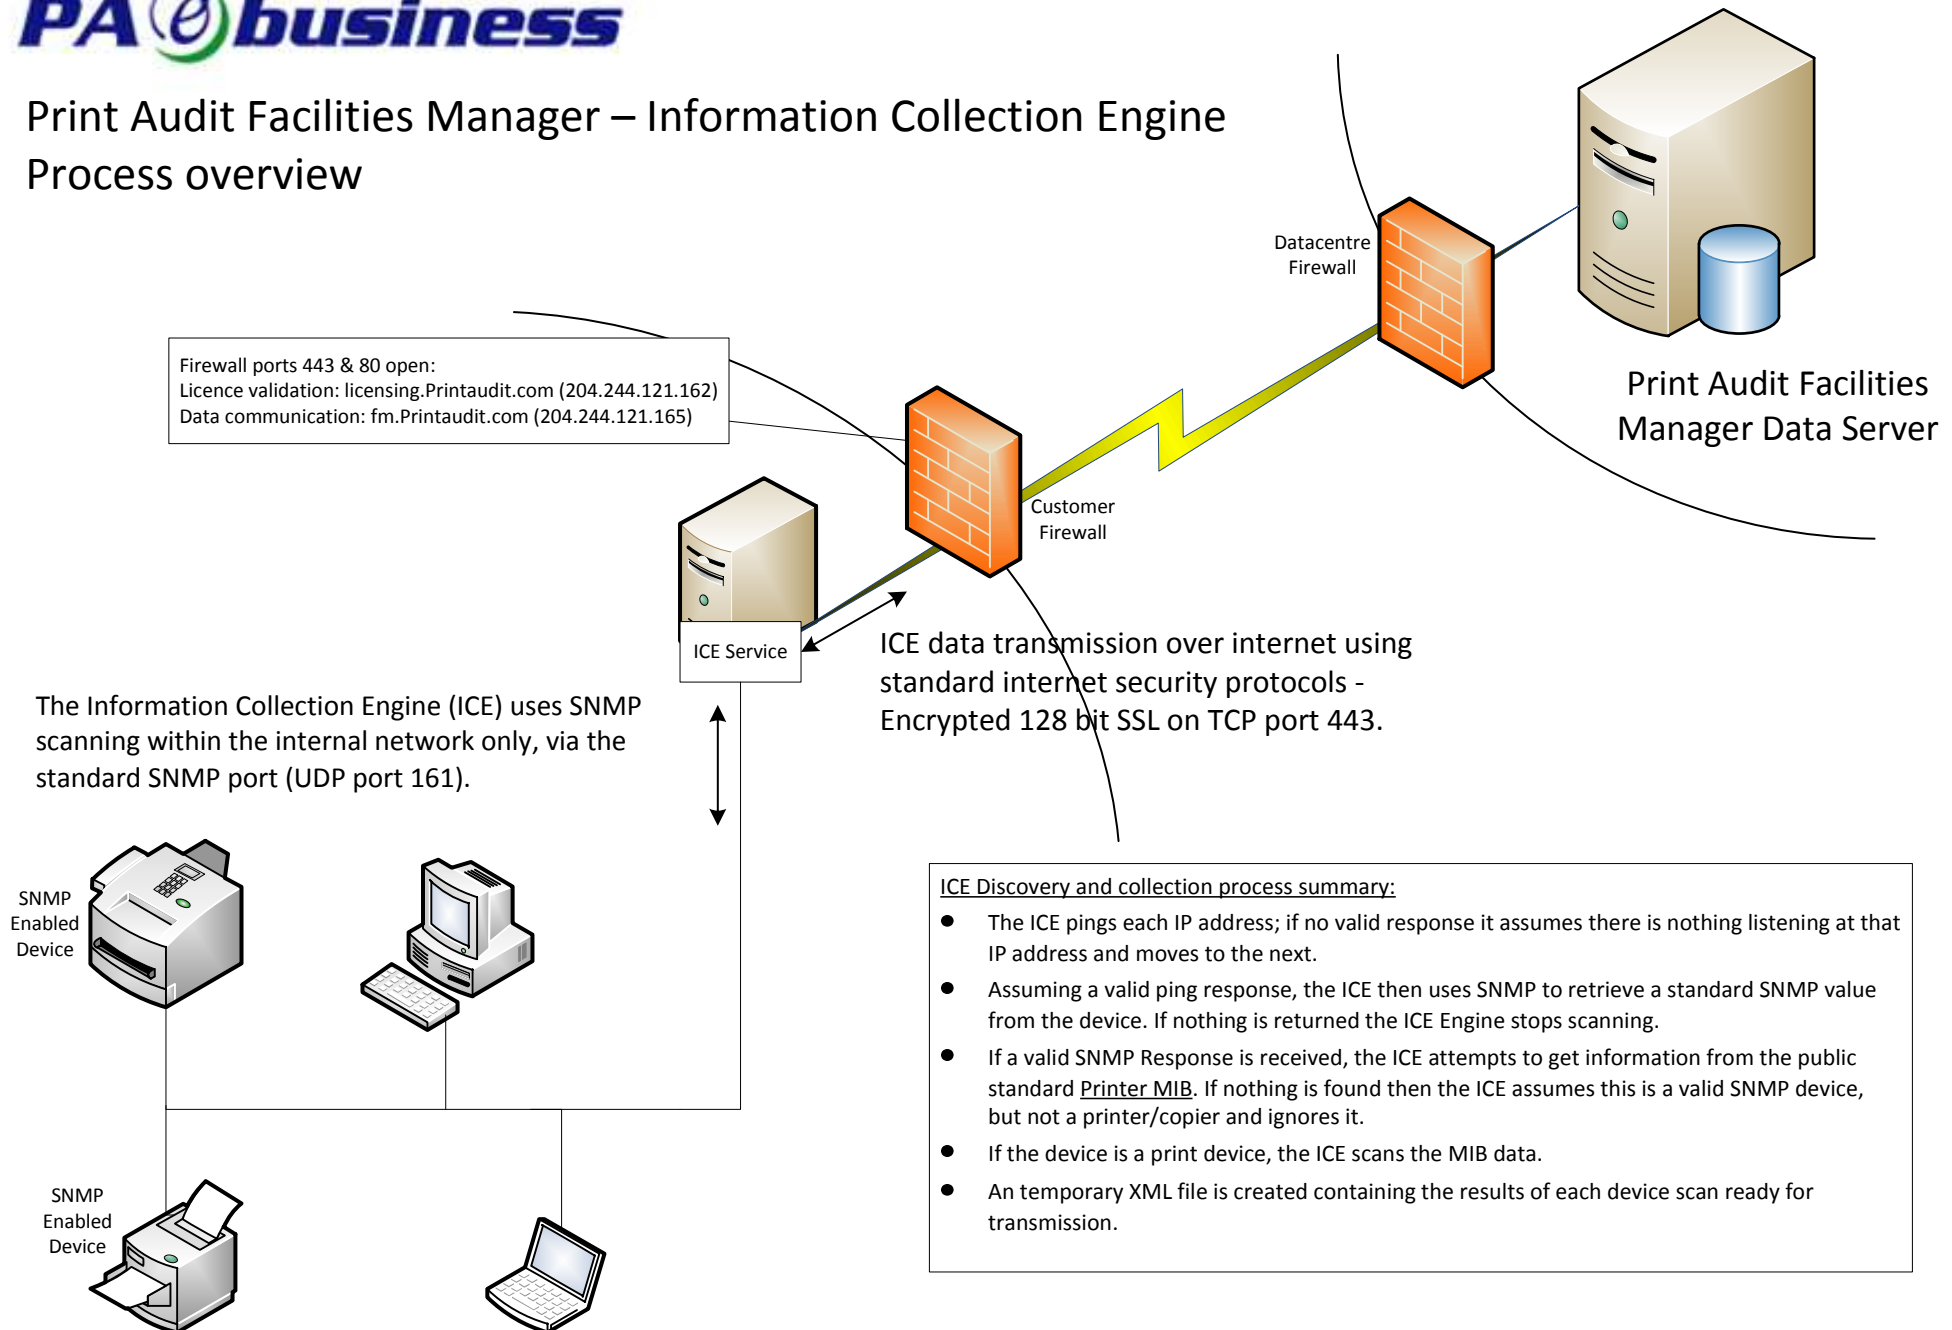 PA e business
Print Audit Facilities Manager – Information Collection Engine
Process overview
Datacentre
Firewall
Print Audit Facilities
Manager Data Server
Firewall ports 443 & 80 open:
Licence validation: licensing.Printaudit.com (204.244.121.162)
Data communication: fm.Printaudit.com (204.244.121.165)
Customer
Firewall
ICE Service
ICE data transmission over internet using
standard internet security protocols -
Encrypted 128 bit SSL on TCP port 443.
The Information Collection Engine (ICE) uses SNMP
scanning within the internal network only, via the
standard SNMP port (UDP port 161).
SNMP
Enabled
Device
SNMP
Enabled
Device
ICE Discovery and collection process summary:
● The ICE pings each IP address; if no valid response it assumes there is nothing listening at that
IP address and moves to the next.
● Assuming a valid ping response, the ICE then uses SNMP to retrieve a standard SNMP value
from the device. If nothing is returned the ICE Engine stops scanning.
● If a valid SNMP Response is received, the ICE attempts to get information from the public
standard Printer MIB. If nothing is found then the ICE assumes this is a valid SNMP device,
but not a printer/copier and ignores it.
● If the device is a print device, the ICE scans the MIB data.
● An temporary XML file is created containing the results of each device scan ready for
transmission.